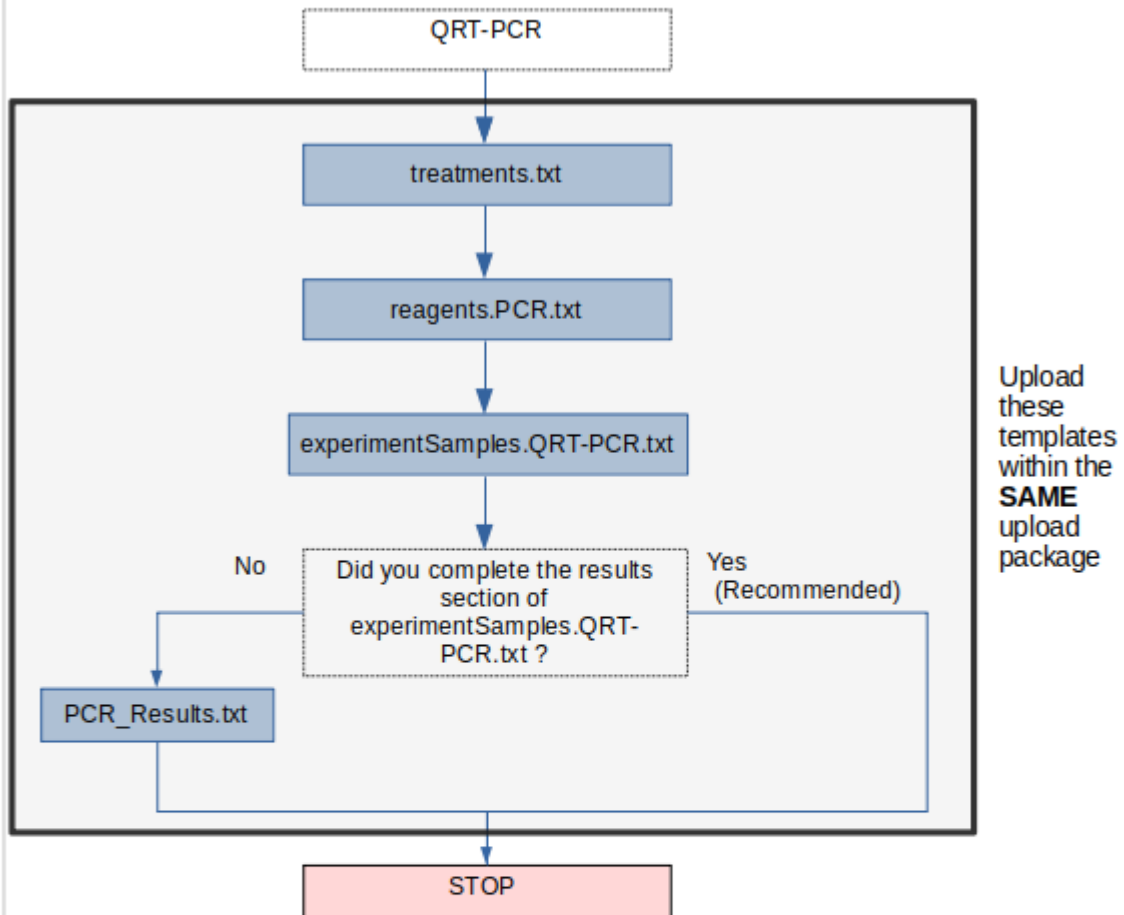 QRT-PCR
treatments.txt
reagents.PCR.txt
experimentSamples.QRT-PCR.txt
Did you complete the results
section of
experimentSamples.QRT-
PCR.txt ?
No
Yes
(Recommended)
PCR_Results.txt
STOP
Upload
these
templates
within the
SAME
upload
package